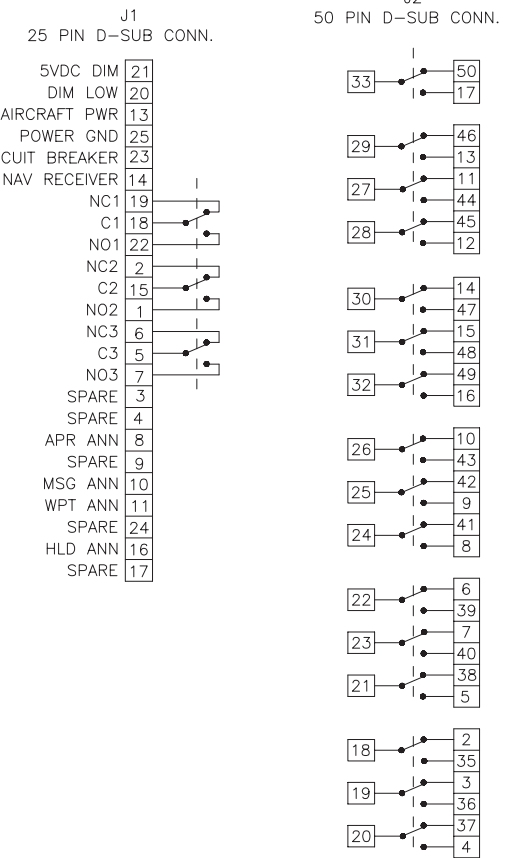 J1
25 PIN D-SUB CONN.
5VDC DIM 21
DIM LOW 20
AIRCRAFT PWR 13
POWER GND 25
CUIT BREAKER 23
NAV RECEIVER 14
NC1 19
C1 18
NO1 22
NC2 2
C2 15
NO2 1
NC3 6
C3 5
NO3 7
SPARE 3
SPARE 4
APR ANN 8
SPARE 9
MSG ANN 10
WPT ANN 11
SPARE 24
HLD ANN 16
SPARE 17
J2
50 PIN D-SUB CONN.
33 50
17
29 46
13
27 11
44
28 45
12
30 14
47
31 15
48
32 49
16
26 10
43
25 42
9
24 41
8
22 6
39
23 7
40
21 38
5
18 2
35
19 3
36
20 37
4